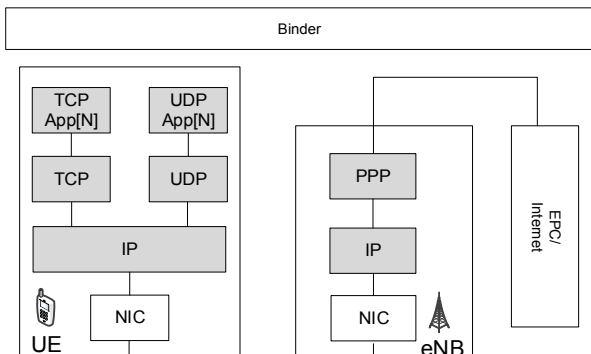 Binder
TCP
App[N]
UDP
App[N]
TCP
UDP
IP
NIC
UE
PPP
IP
NIC
eNB
EPC/
Internet